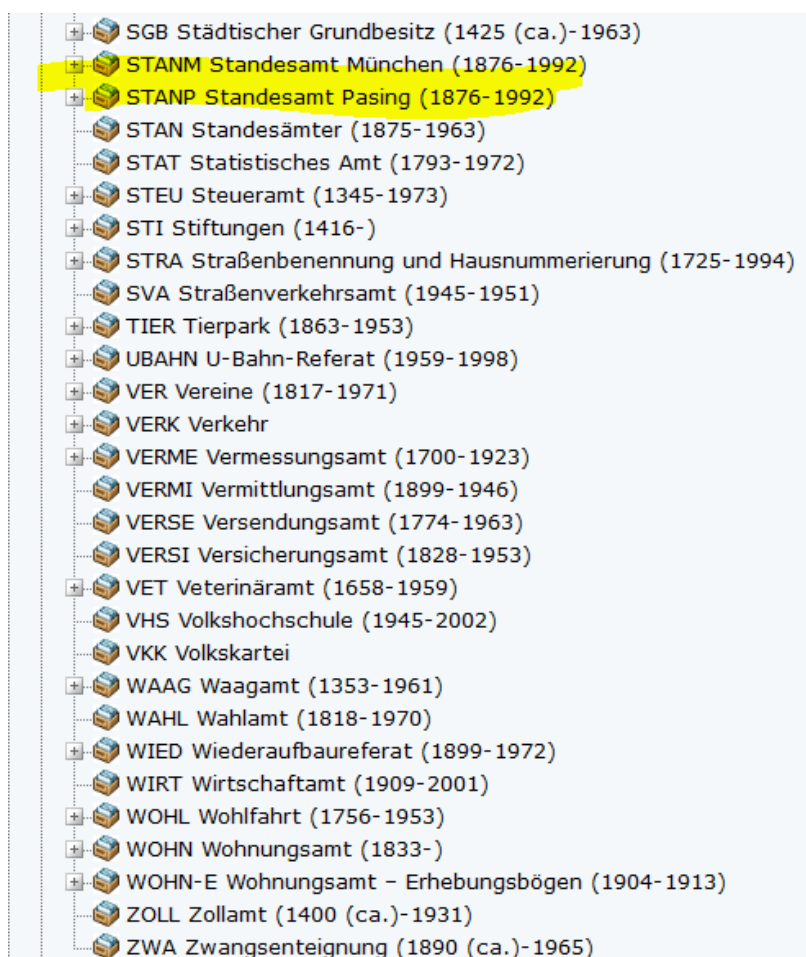 SGB Städtischer Grundbesitz (1425 (ca.)-1963)
STANM Standesamt München (1876-1992)
STANP Standesamt Pasing (1876-1992)
STAN Standesämter (1875-1963)
STAT Statistisches Amt (1793-1972)
STEU Steueramt (1345-1973)
STI Stiftungen (1416-)
STRA Straßenbenennung und Hausnummerierung (1725-1994)
SVA Straßenverkehrsamt (1945-1951)
TIER Tierpark (1863-1953)
UBAHN U-Bahn-Referat (1959-1998)
VER Vereine (1817-1971)
VERK Verkehr
VERME Vermessungsamt (1700-1923)
VERMI Vermittlungsamt (1899-1946)
VERSE Versendungsamt (1774-1963)
VERSI Versicherungsamt (1828-1953)
VET Veterinäramt (1658-1959)
VHS Volkshochschule (1945-2002)
VKK Volkskartei
WAAG Waagamt (1353-1961)
WAHL Wahlamt (1818-1970)
WIED Wiederaufbaureferat (1899-1972)
WIRT Wirtschaftamt (1909-2001)
WOHL Wohlfahrt (1756-1953)
WOHN Wohnungsamt (1833-)
WOHN-E Wohnungsamt – Erhebungsbögen (1904-1913)
ZOLL Zollamt (1400 (ca.)-1931)
ZWA Zwangsenteignung (1890 (ca.)-1965)